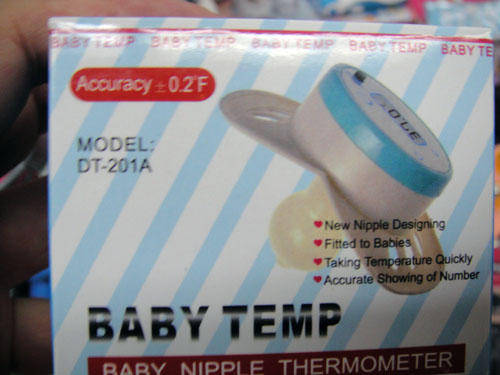 BABY TEMP BABY TEMP BABY TEMP BABY TEMP BABY TE
Accuracy ± 0.2°F
MODEL:
DT-201A
New Nipple Designing
Fitted to Babies
Taking Temperature Quickly
Accurate Showing of Number
BABY TEMP
BABY NIPPLE THERMOMETER